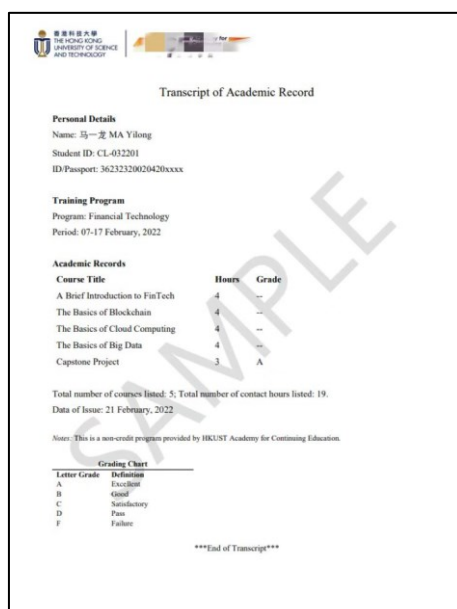 香港科技大學
THE HONG KONG
UNIVERSITY OF SCIENCE
AND TECHNOLOGY
for
Transcript of Academic Record
Personal Details
Name: 马一龙 MA Yilong
Student ID: CL-032201
ID/Passport: 36232320020420xxxx
Training Program
Program: Financial Technology
Period: 07-17 February, 2022
Academic Records
Course Title Hours Grade
A Brief Introduction to FinTech 4 --
The Basics of Blockchain 4 --
The Basics of Cloud Computing 4 --
The Basics of Big Data 4 --
Capstone Project 3 A
Total number of courses listed: 5; Total number of contact hours listed: 19.
Data of Issue: 21 February, 2022
Notes: This is a non-credit program provided by HKUST Academy for Continuing Education.
Grading Chart
Letter Grade Definition
A Excellent
B Good
C Satisfactory
D Pass
F Failure
***End of Transcript***
SAMPLE